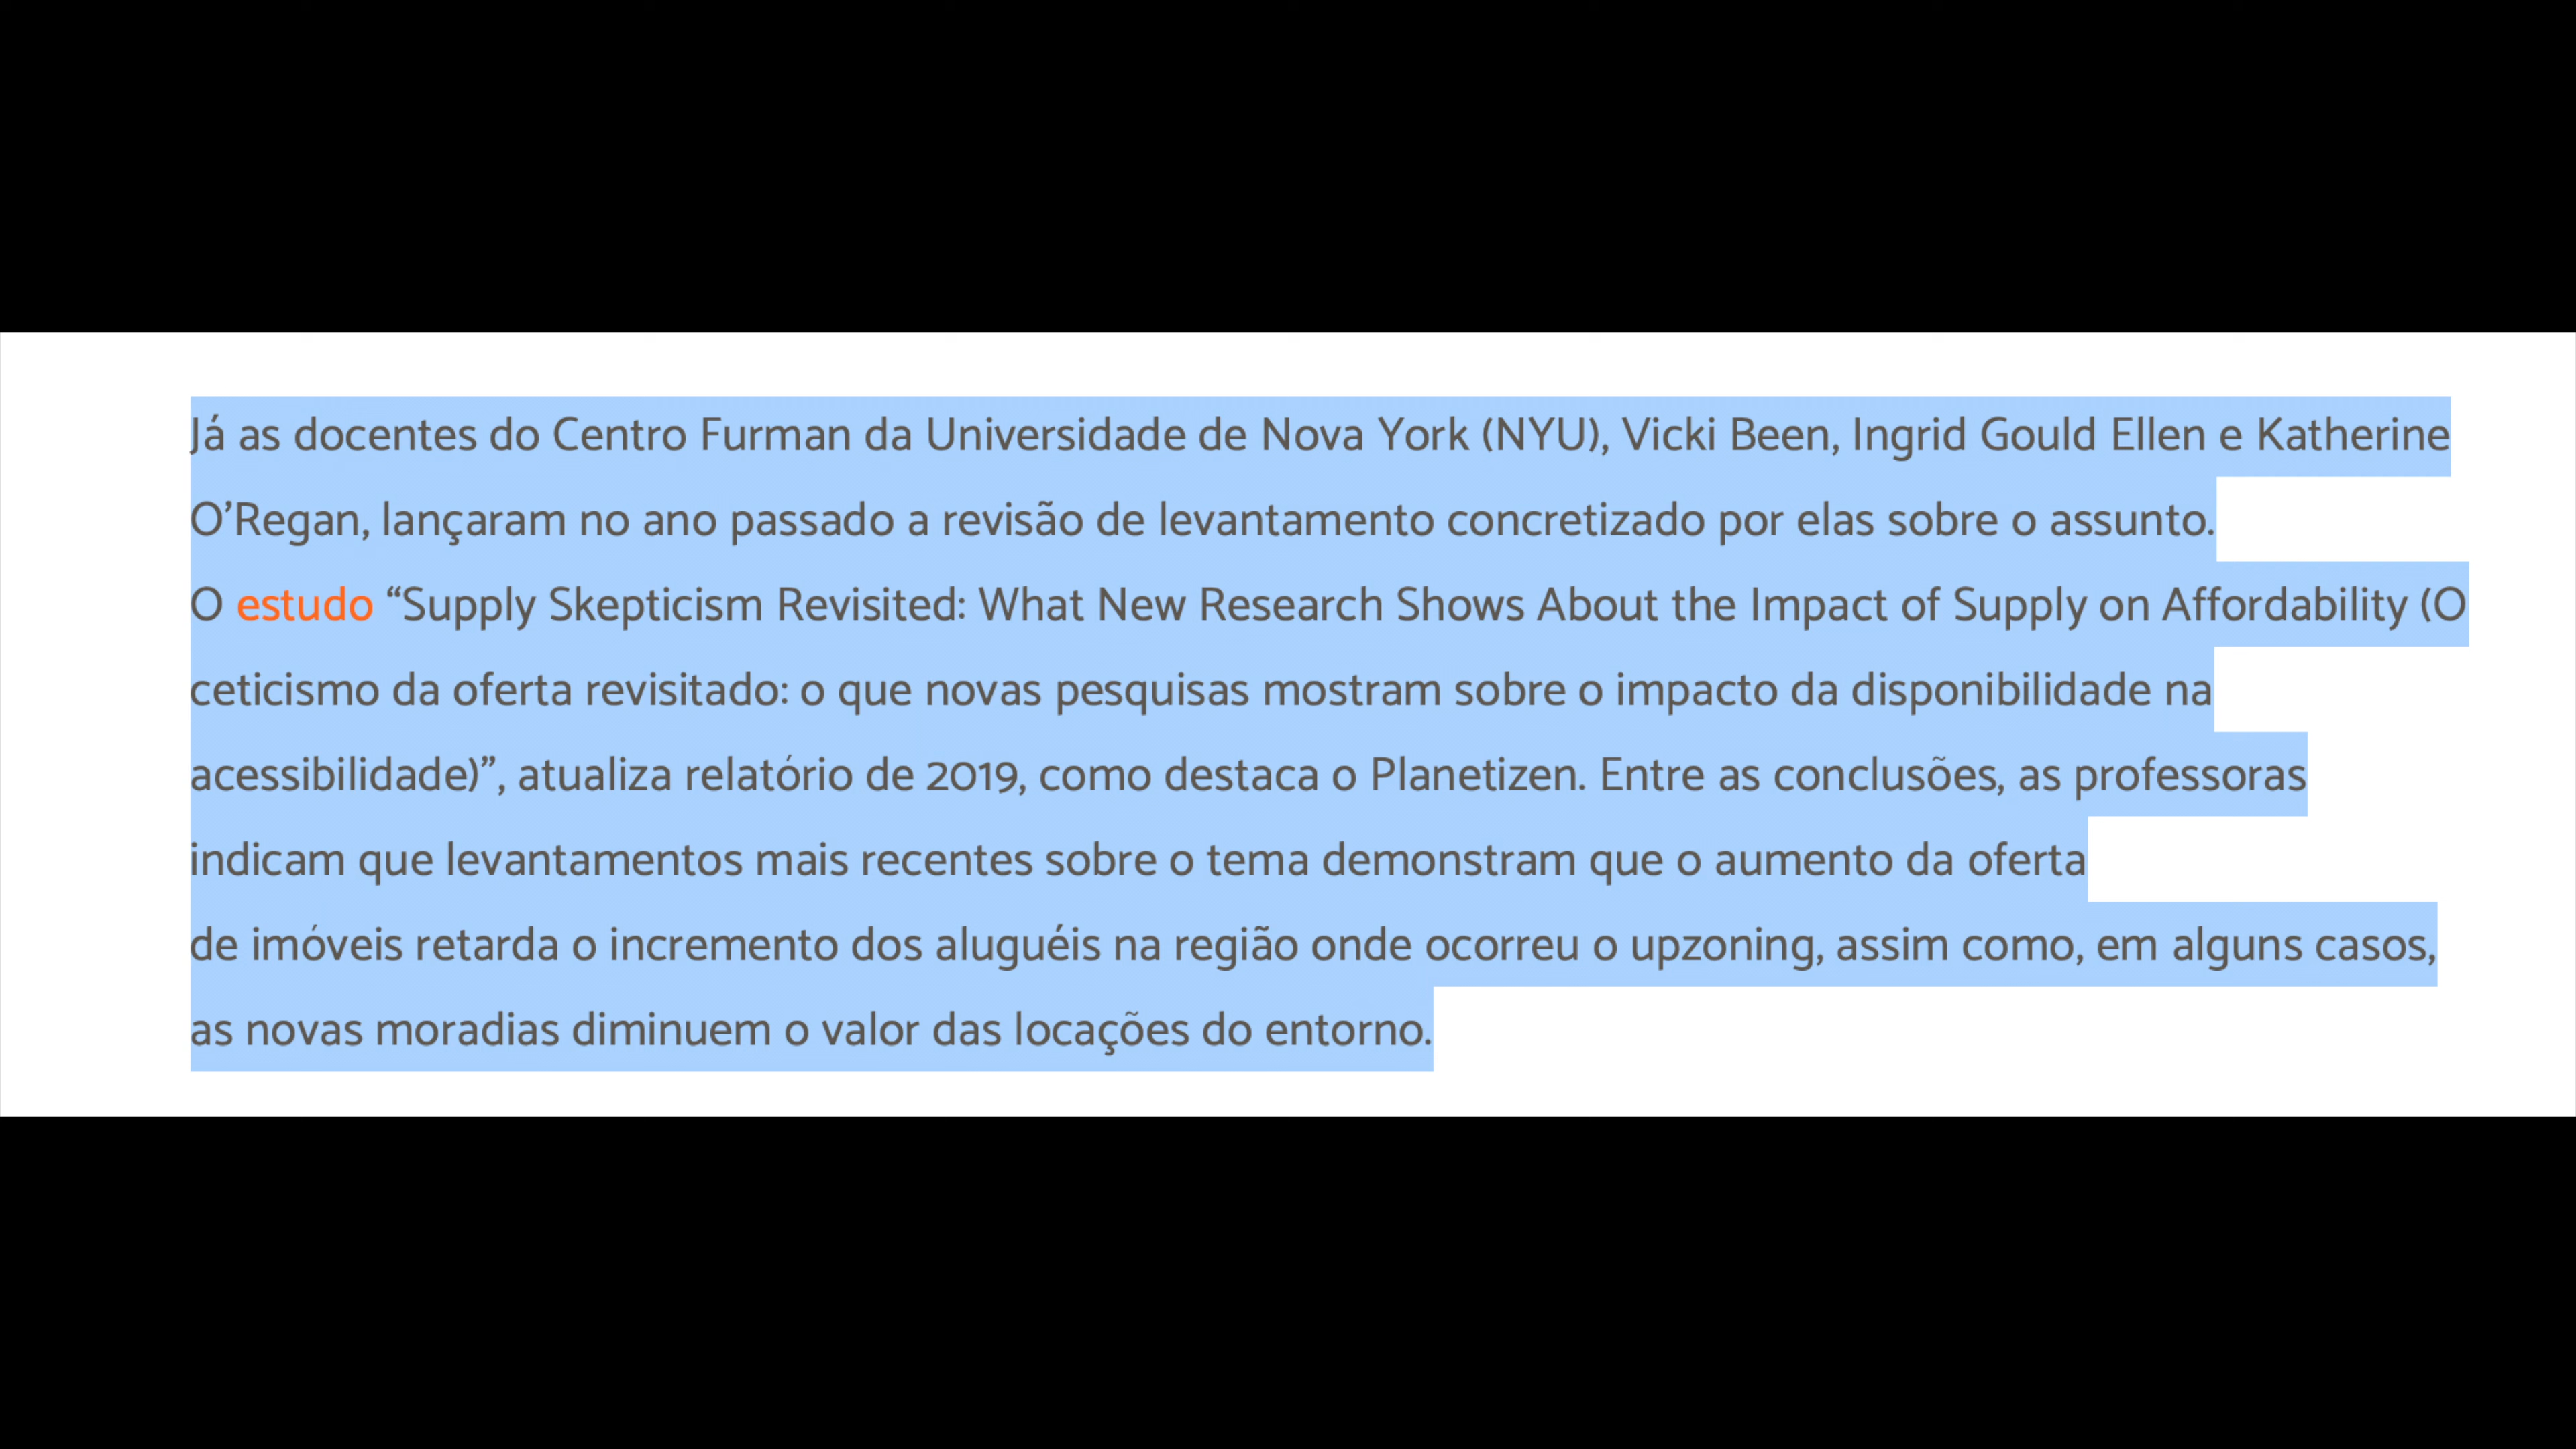 Já as docentes do Centro Furman da Universidade de Nova York (NYU), Vicki Been, Ingrid Gould Ellen e Katherine
O’Regan, lançaram no ano passado a revisão de levantamento concretizado por elas sobre o assunto.
O estudo “Supply Skepticism Revisited: What New Research Shows About the Impact of Supply on Affordability (O
ceticismo da oferta revisitado: o que novas pesquisas mostram sobre o impacto da disponibilidade na
acessibilidade)”, atualiza relatório de 2019, como destaca o Planetizen. Entre as conclusões, as professoras
indicam que levantamentos mais recentes sobre o tema demonstram que o aumento da oferta
de imóveis retarda o incremento dos aluguéis na região onde ocorreu o upzoning, assim como, em alguns casos,
as novas moradias diminuem o valor das locações do entorno.